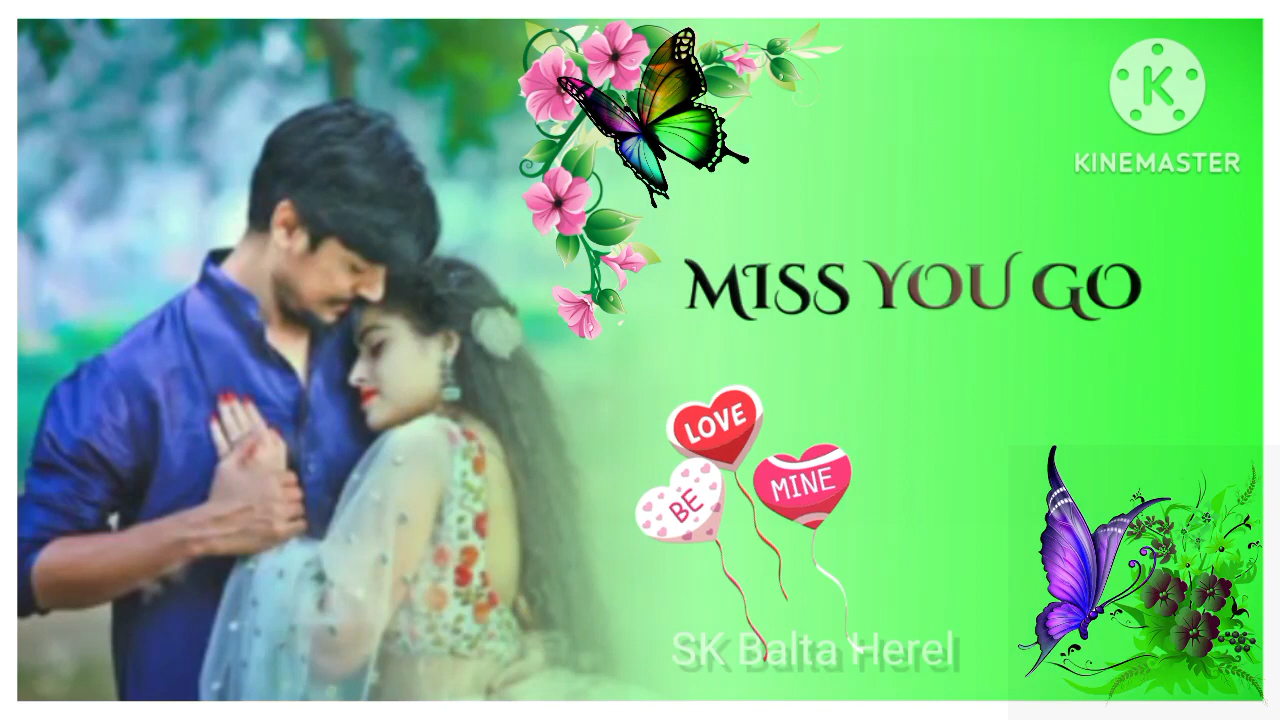 K
KINEMASTER
MISS YOU GO
LOVE
BE
MINE
SK Balta Herel